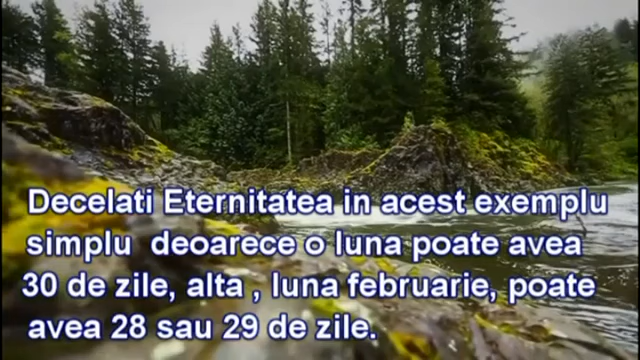 Decelati Eternitatea in acest exemplu
simplu deoarece o luna poate avea
30 de zile, alta , luna februarie, poate
avea 28 sau 29 de zile.